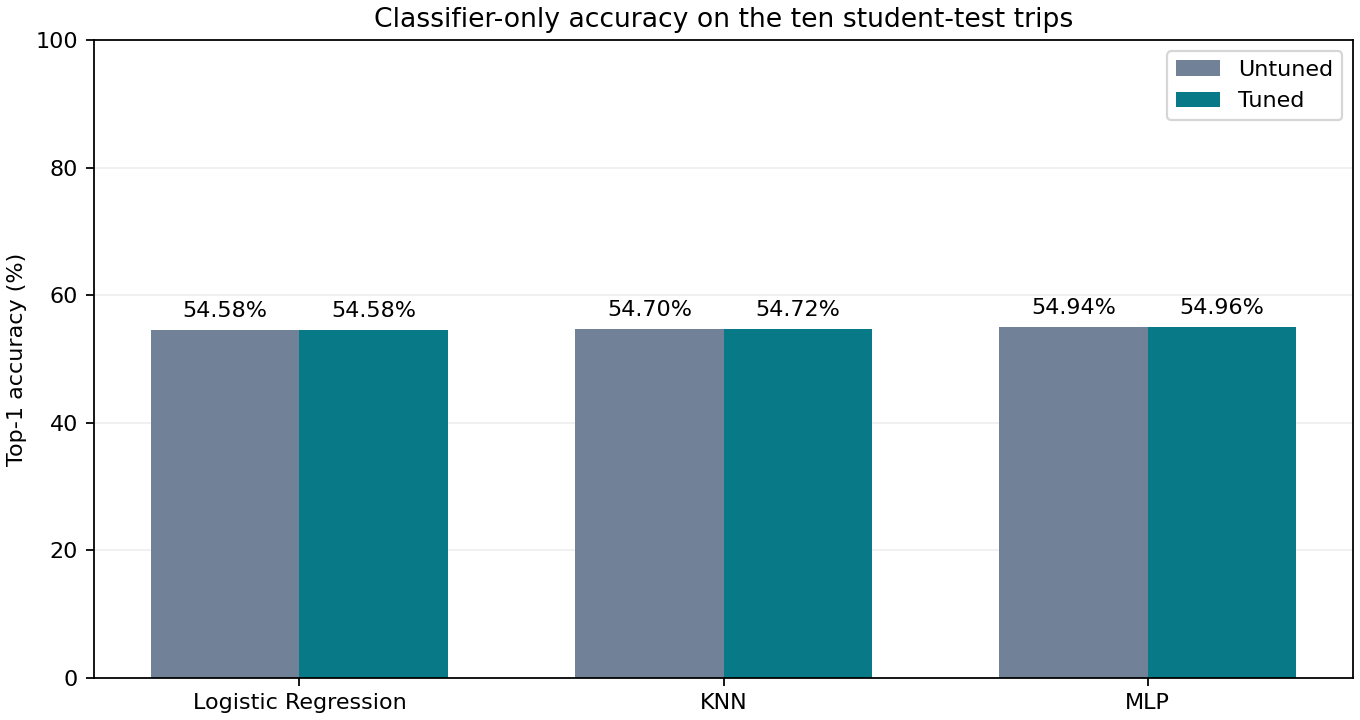 Classifier-only accuracy on the ten student-test trips
Untuned
Tuned
Top-1 accuracy (%)
100
80
60
40
20
0
54.58%
54.58%
54.70%
54.72%
54.94%
54.96%
Logistic Regression
KNN
MLP